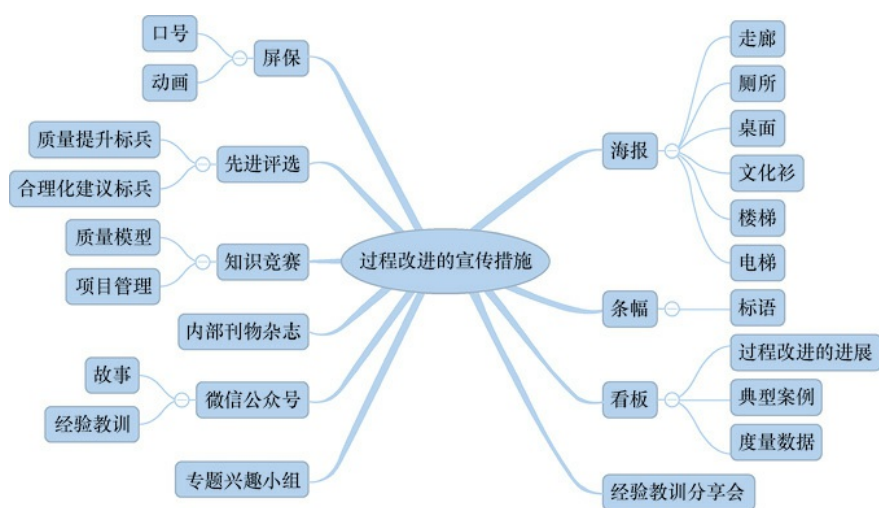 过程改进的宣传措施
屏保
口号
动画
先进评选
质量提升标兵
合理化建议标兵
知识竞赛
质量模型
项目管理
内部刊物杂志
微信公众号
故事
经验教训
专题兴趣小组
海报
走廊
厕所
桌面
文化衫
楼梯
电梯
条幅
标语
看板
过程改进的进展
典型案例
度量数据
经验教训分享会